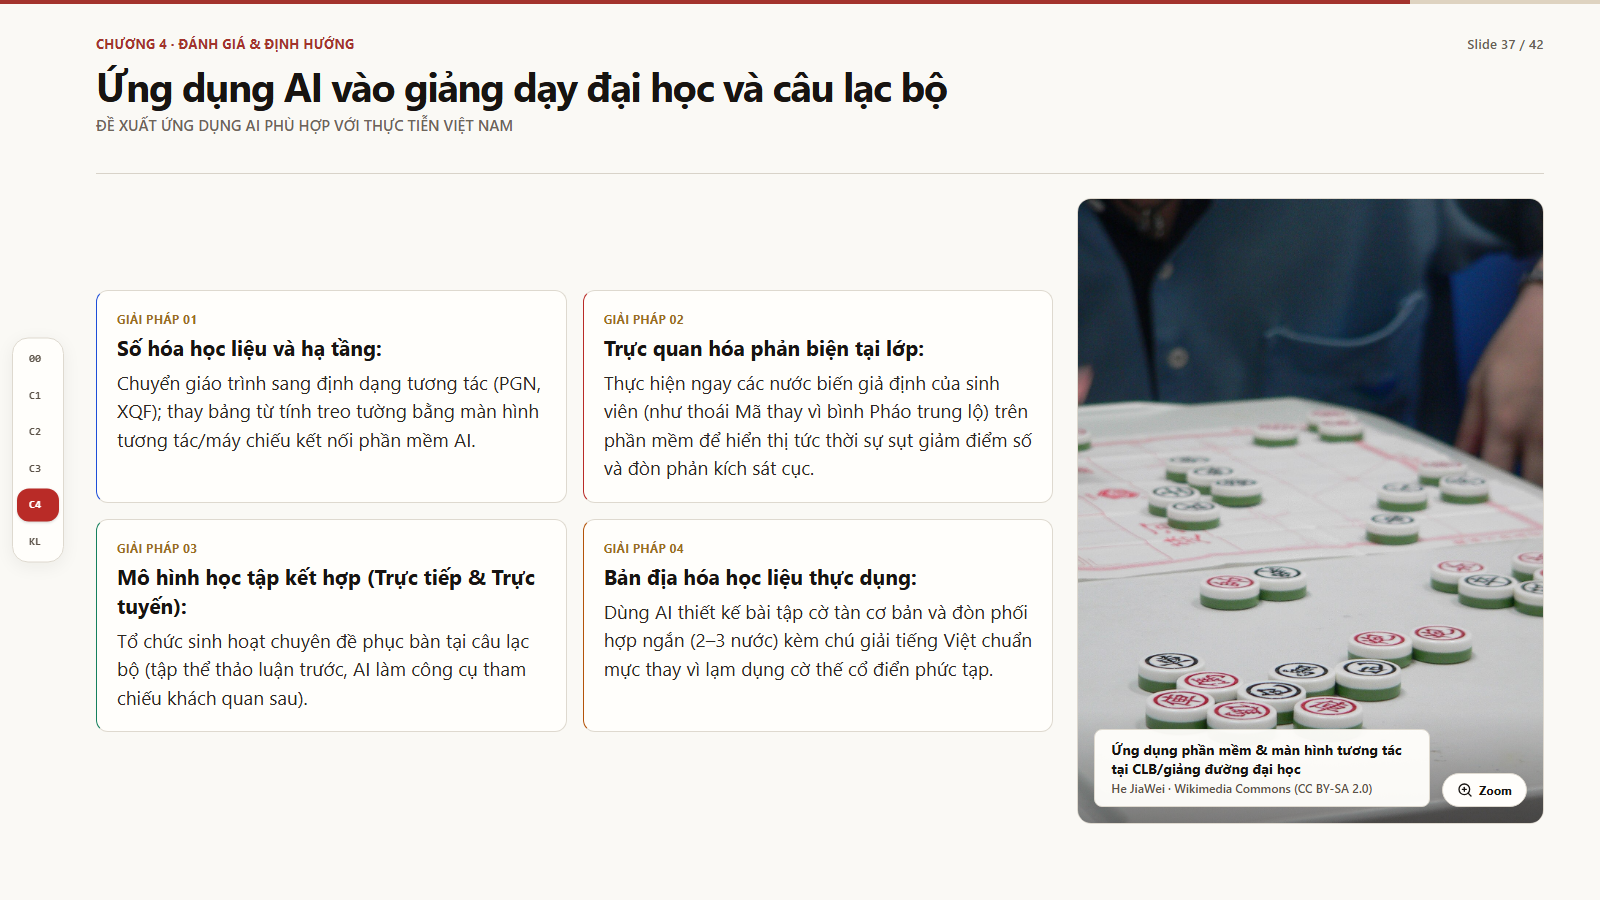 CHƯƠNG 4 · ĐÁNH GIÁ & ĐỊNH HƯỚNG
Slide 37 / 42
Ứng dụng AI vào giảng dạy đại học và câu lạc bộ
ĐỀ XUẤT ỨNG DỤNG AI PHÙ HỢP VỚI THỰC TIỄN VIỆT NAM
00
C1
C2
C3
C4
KL
GIẢI PHÁP 01
Số hóa học liệu và hạ tầng:
Chuyển giáo trình sang định dạng tương tác (PGN,
XQF); thay bảng từ tính treo tường bằng màn hình
tương tác/máy chiếu kết nối phần mềm AI.
GIẢI PHÁP 02
Trực quan hóa phản biện tại lớp:
Thực hiện ngay các nước biến giả định của sinh
viên (như thoái Mã thay vì bình Pháo trung lộ) trên
phần mềm để hiển thị tức thời sự sụt giảm điểm số
và đòn phản kích sát cục.
GIẢI PHÁP 03
Mô hình học tập kết hợp (Trực tiếp & Trực
tuyến):
Tổ chức sinh hoạt chuyên đề phục bàn tại câu lạc
bộ (tập thể thảo luận trước, AI làm công cụ tham
chiếu khách quan sau).
GIẢI PHÁP 04
Bản địa hóa học liệu thực dụng:
Dùng AI thiết kế bài tập cờ tàn cơ bản và đòn phối
hợp ngắn (2–3 nước) kèm chú giải tiếng Việt chuẩn
mực thay vì lạm dụng cờ thế cổ điển phức tạp.
Ứng dụng phần mềm & màn hình tương tác
tại CLB/giảng đường đại học
He JiaWei · Wikimedia Commons (CC BY-SA 2.0)
Zoom